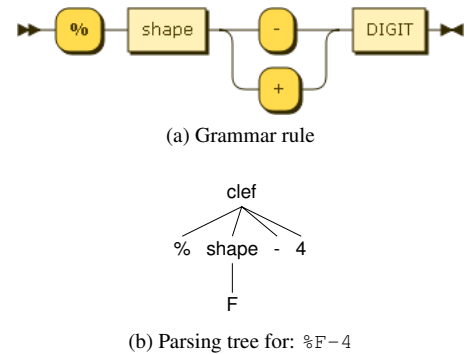 % shape - DIGIT
+
(a) Grammar rule
clef
% shape - 4
F
(b) Parsing tree for: %F-4